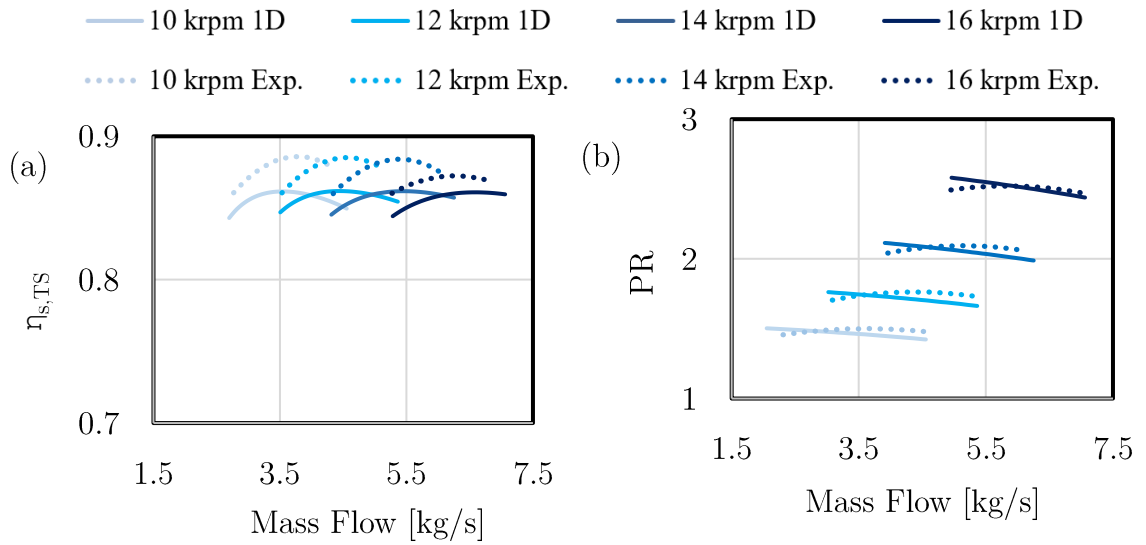 10 krpm 1D 12 krpm 1D 14 krpm 1D 16 krpm 1D
10 krpm Exp. 12 krpm Exp. 14 krpm Exp. 16 krpm Exp.
(a)
0.9
0.8
0.7
ηs,TS
1.5 3.5 5.5 7.5
Mass Flow [kg/s]
(b)
3
2
1
PR
1.5 3.5 5.5 7.5
Mass Flow [kg/s]